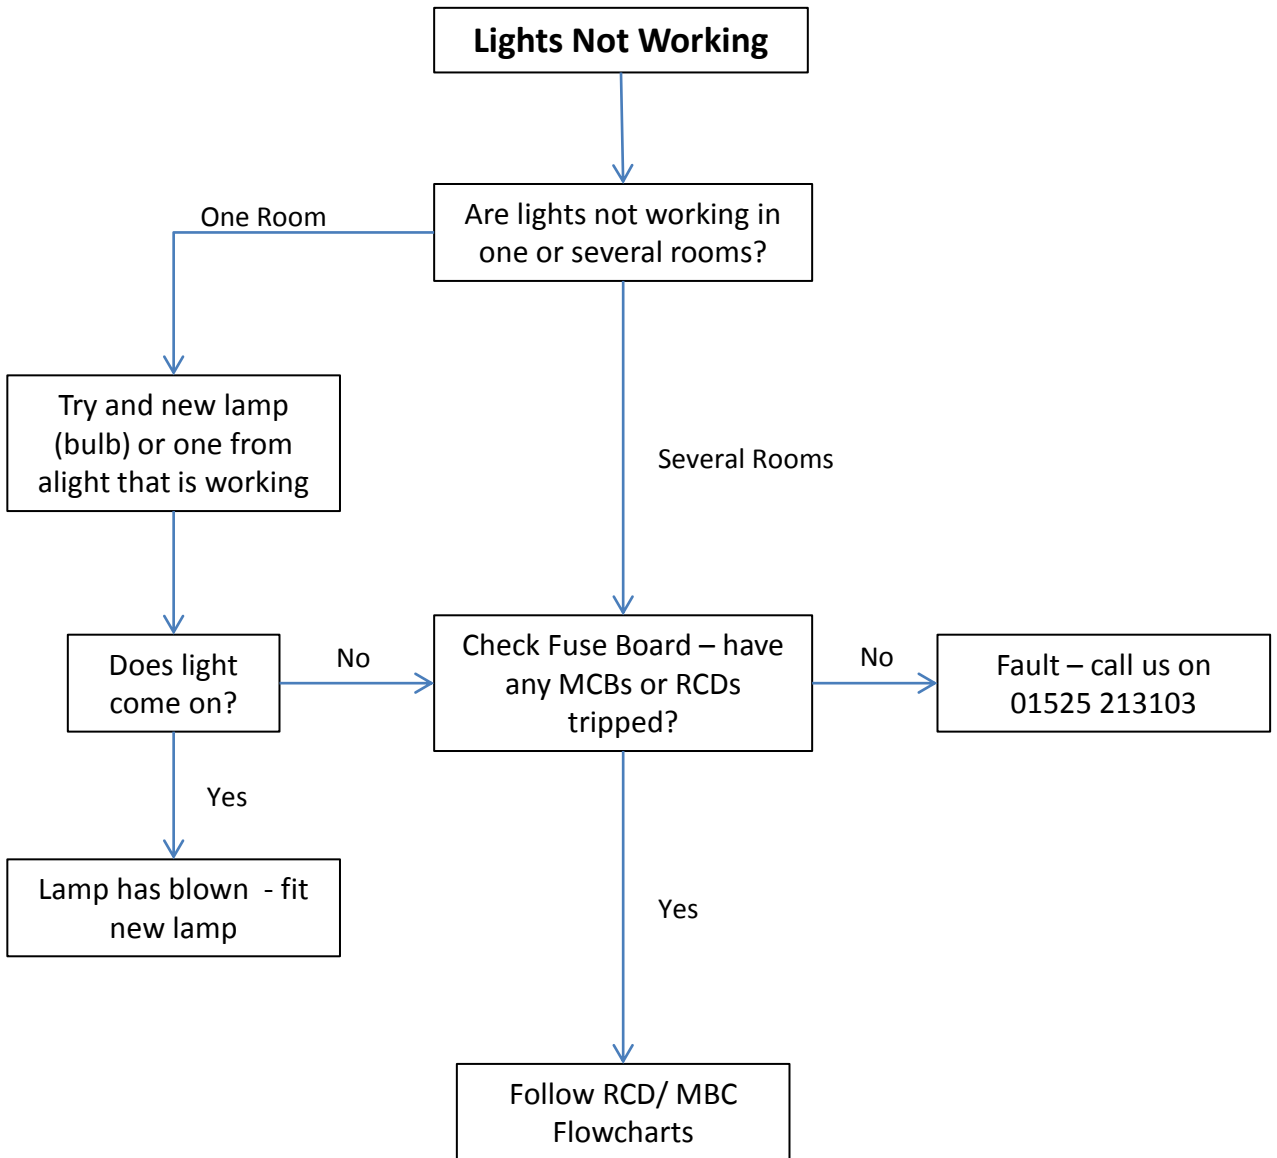 Lights Not Working
One Room
Are lights not working in
one or several rooms?
Try and new lamp
(bulb) or one from
alight that is working
Several Rooms
Does light
come on?
No
Check Fuse Board – have
any MCBs or RCDs
tripped?
No
Fault – call us on
01525 213103
Yes
Lamp has blown  - fit
new lamp
Yes
Follow RCD/ MBC
Flowcharts